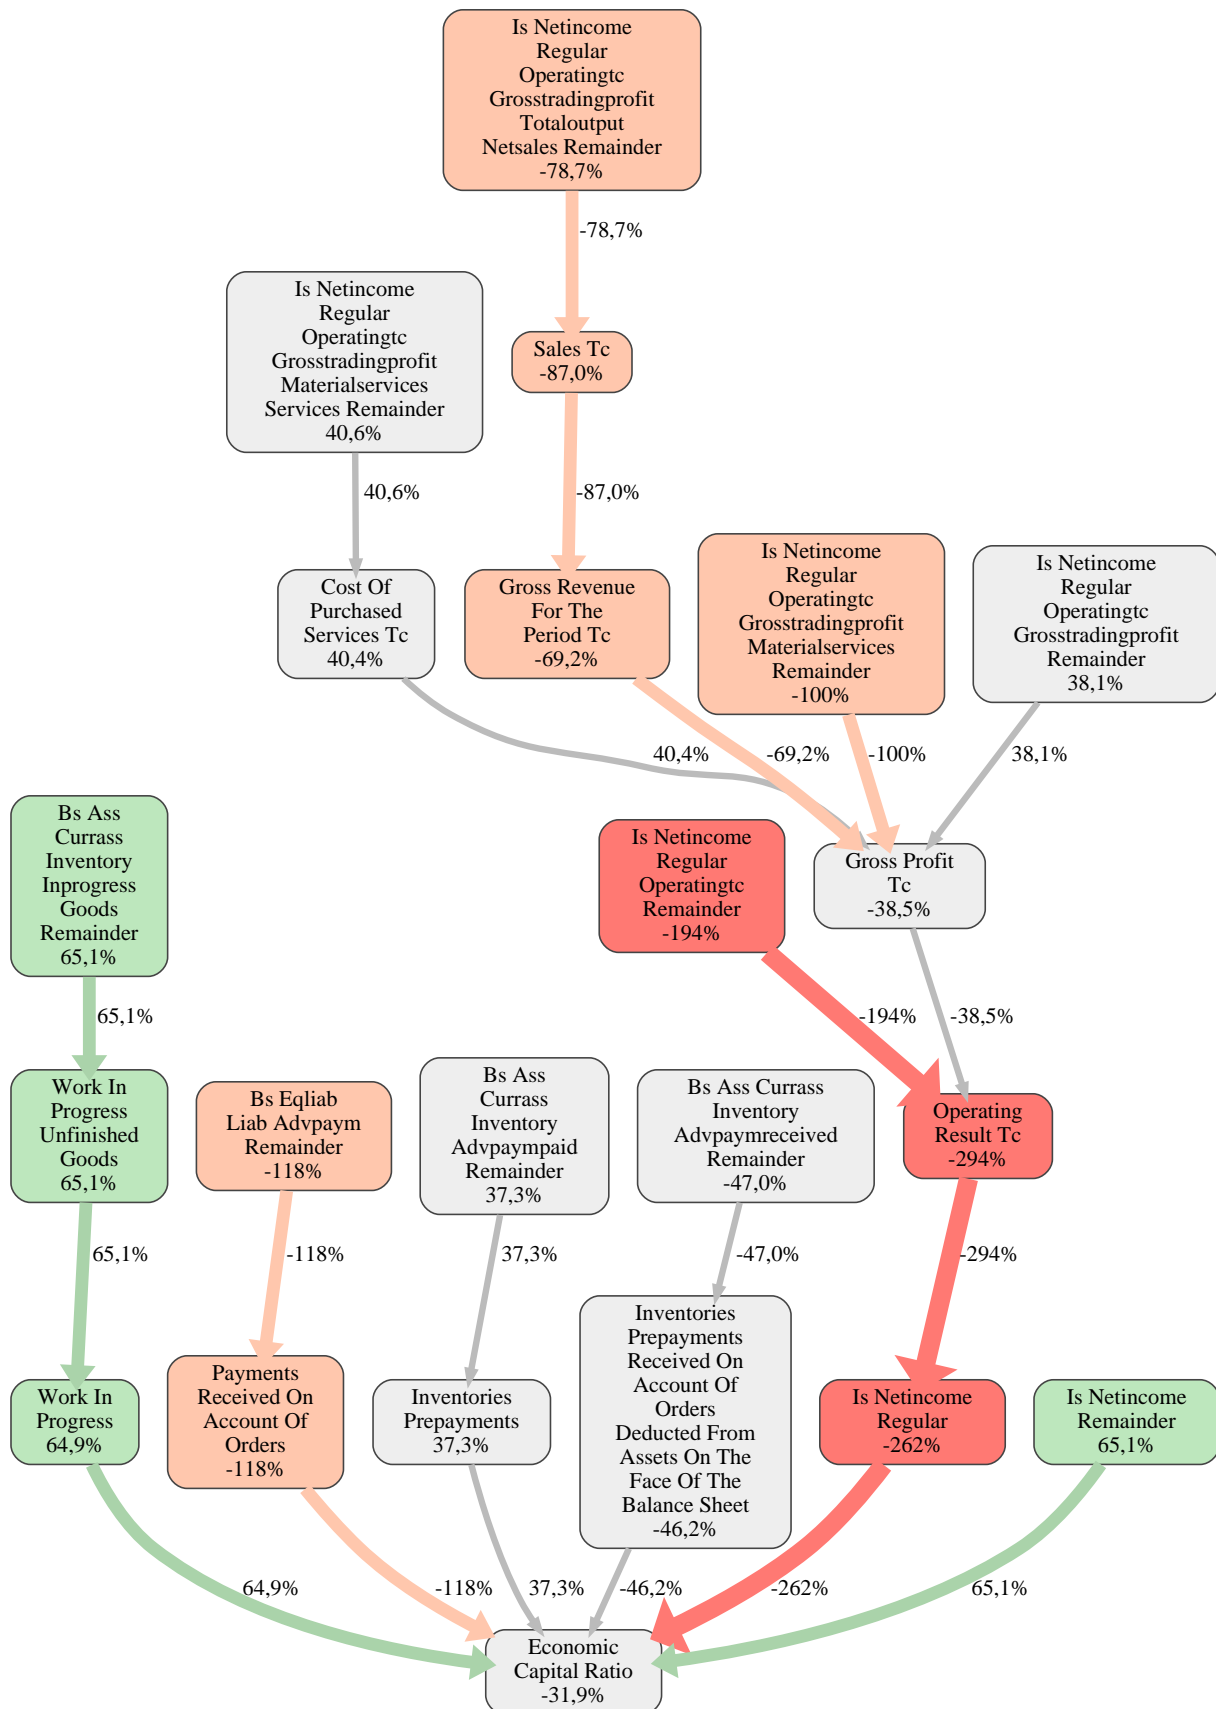 Is Netincome
Regular
Operatingtc
Grosstradingprofit
Totaloutput
Netsales Remainder
-78,7%
-78,7%
Is Netincome
Regular
Operatingtc
Grosstradingprofit
Materialservices
Services Remainder
40,6%
Sales Tc
-87,0%
40,6%
-87,0%
Is Netincome
Regular
Operatingtc
Grosstradingprofit
Materialservices
Remainder
-100%
Is Netincome
Regular
Operatingtc
Grosstradingprofit
Remainder
38,1%
Cost Of
Purchased
Services Tc
40,4%
Gross Revenue
For The
Period Tc
-69,2%
40,4%
-69,2%
-100%
38,1%
Bs Ass
Currass
Inventory
Inprogress
Goods
Remainder
65,1%
Is Netincome
Regular
Operatingtc
Remainder
-194%
Gross Profit
Tc
-38,5%
65,1%
-194%
-38,5%
Work In
Progress
Unfinished
Goods
65,1%
Bs Eqliab
Liab Advpaym
Remainder
-118%
Bs Ass
Currass
Inventory
Advpaympaid
Remainder
37,3%
Bs Ass Currass
Inventory
Advpaymreceived
Remainder
-47,0%
Operating
Result Tc
-294%
65,1%
-118%
37,3%
-47,0%
-294%
Work In
Progress
64,9%
Payments
Received On
Account Of
Orders
-118%
Inventories
Prepayments
37,3%
Inventories
Prepayments
Received On
Account Of
Orders
Deducted From
Assets On The
Face Of The
Balance Sheet
-46,2%
Is Netincome
Regular
-262%
Is Netincome
Remainder
65,1%
64,9%
-118%
37,3%
-46,2%
-262%
65,1%
Economic
Capital Ratio
-31,9%